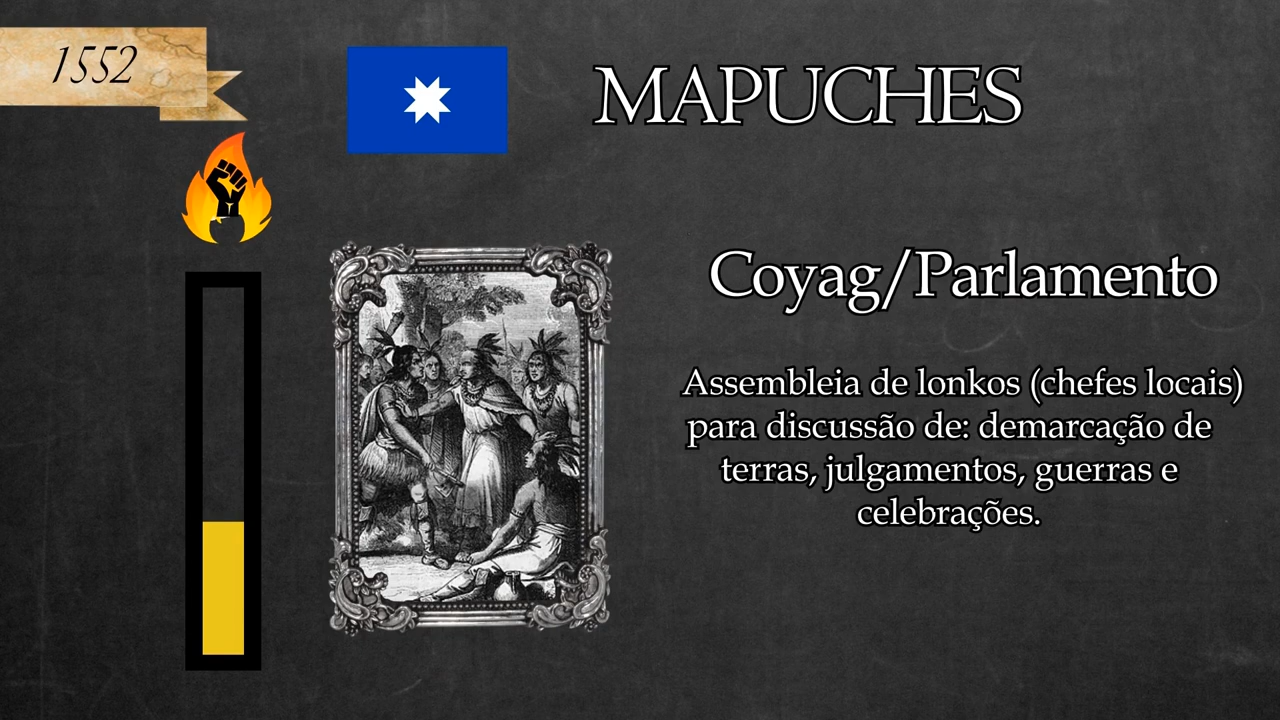 1552
MAPUCHES
Coyag/Parlamento
Assembleia de lonkos (chefes locais)
para discussão de: demarcação de
terras, julgamentos, guerras e
celebrações.